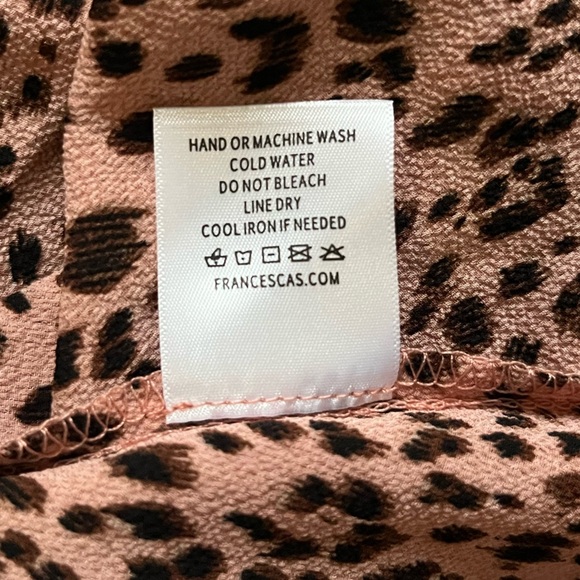 HAND OR MACHINE WASH
COLD WATER
DO NOT BLEACH
LINE DRY
COOL IRON IF NEEDED
FRANCESCAS.COM